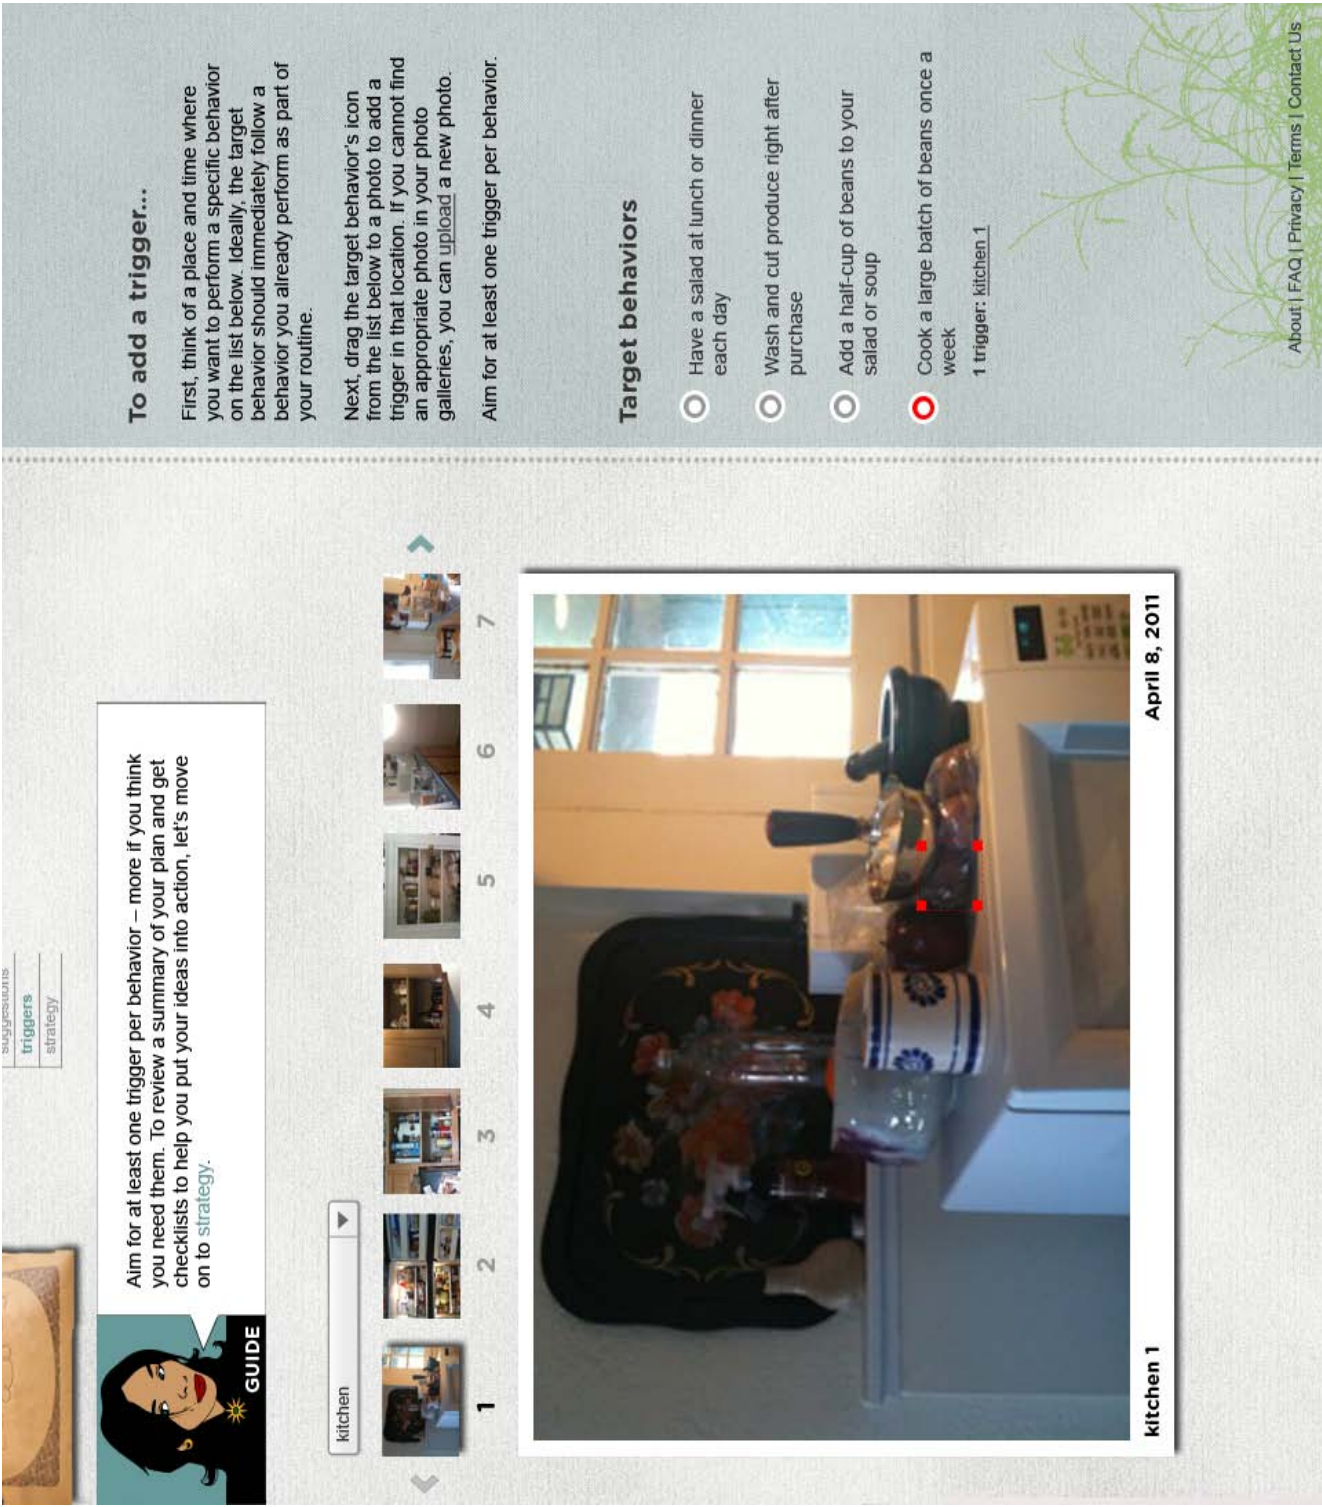 suggestions
triggers
strategy
GUIDE
Aim for at least one trigger per behavior – more if you think
you need them. To review a summary of your plan and get
checklists to help you put your ideas into action, let's move
on to strategy.
kitchen
1 2 3 4 5 6 7
kitchen 1
April 8, 2011
To add a trigger...
First, think of a place and time where
you want to perform a specific behavior
on the list below. Ideally, the target
behavior should immediately follow a
behavior you already perform as part of
your routine.
Next, drag the target behavior's icon
from the list below to a photo to add a
trigger in that location. If you cannot find
an appropriate photo in your photo
galleries, you can upload a new photo.
Aim for at least one trigger per behavior.
Target behaviors
Have a salad at lunch or dinner
each day
Wash and cut produce right after
purchase
Add a half-cup of beans to your
salad or soup
Cook a large batch of beans once a
week
1 trigger: kitchen 1
About | FAQ | Privacy | Terms | Contact Us